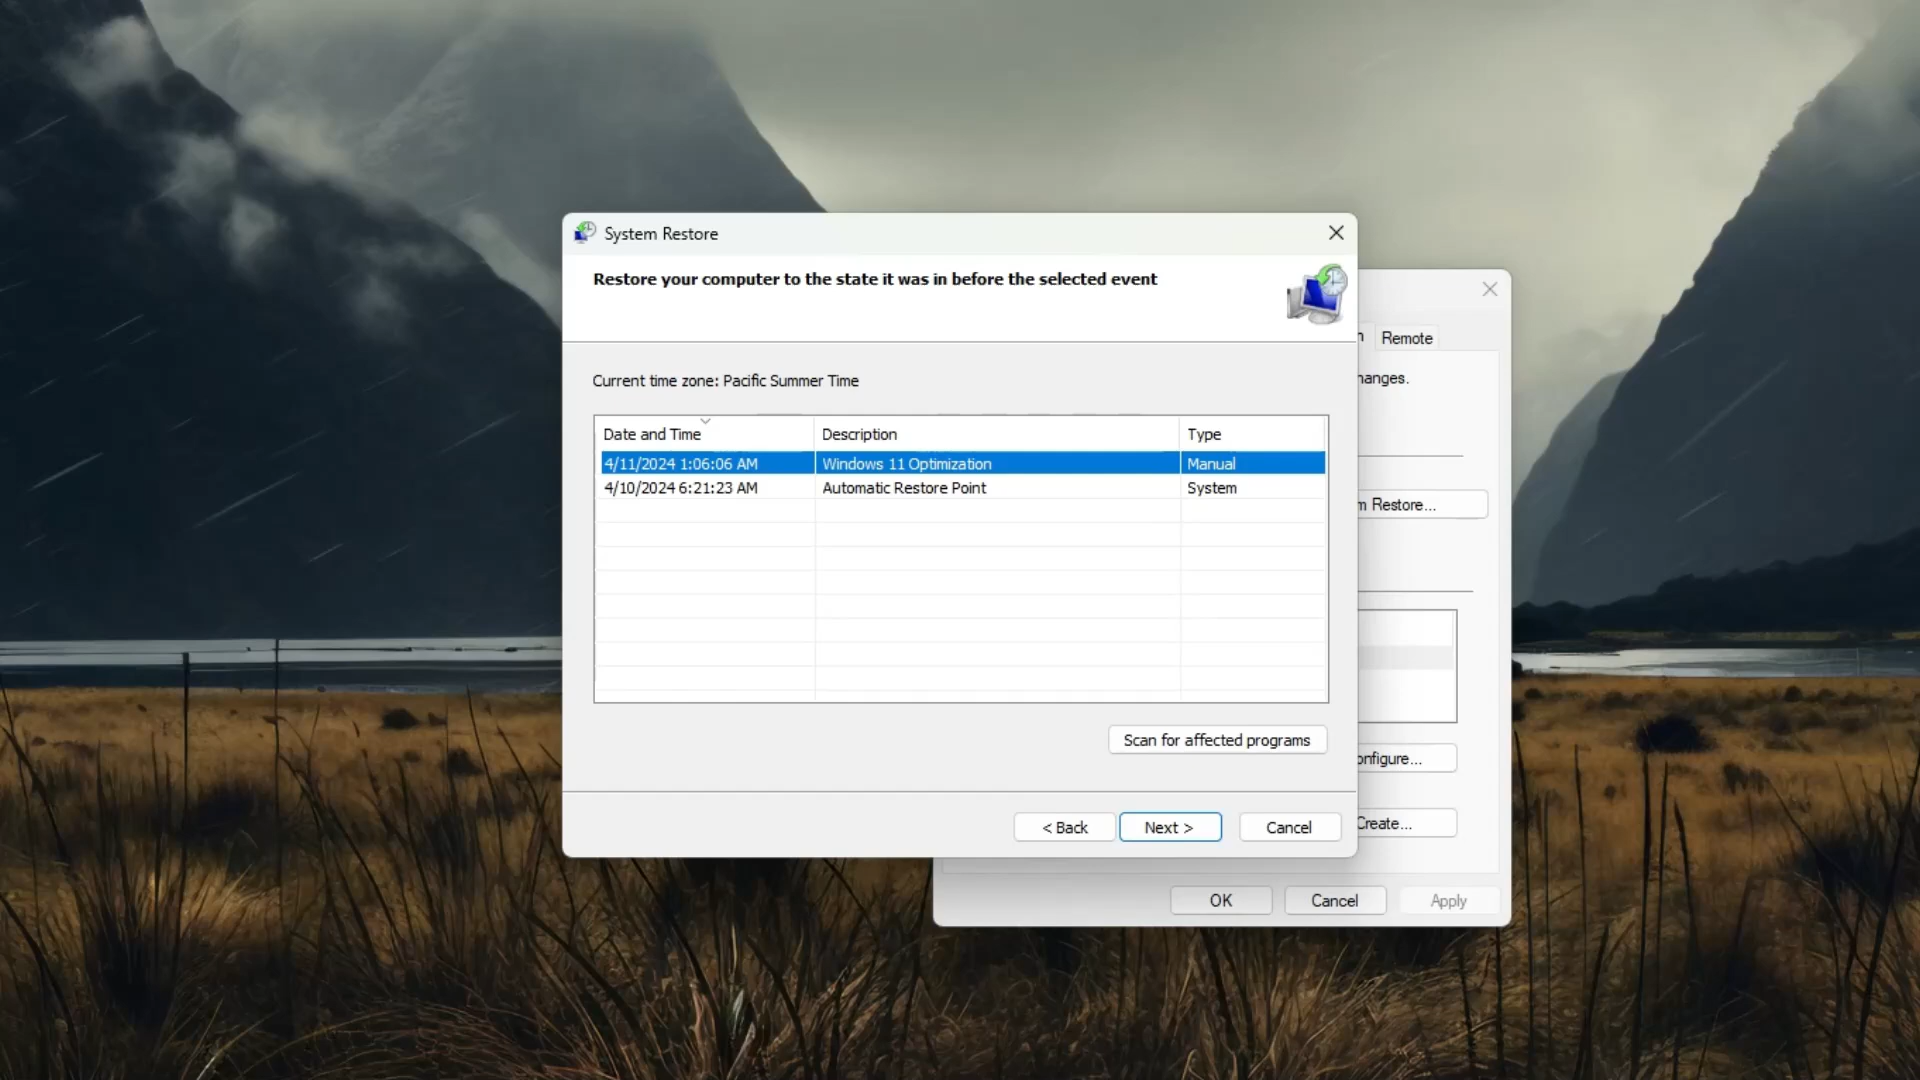 System Restore
Restore your computer to the state it was in before the selected event
Remote
Current time zone: Pacific Summer Time
hanges.
Date and Time Description Type
4/11/2024 1:06:06 AM Windows 11 Optimization Manual
4/10/2024 6:21:23 AM Automatic Restore Point System
m Restore...
Scan for affected programs
onfigure...
< Back Next > Cancel
Create...
OK Cancel Apply